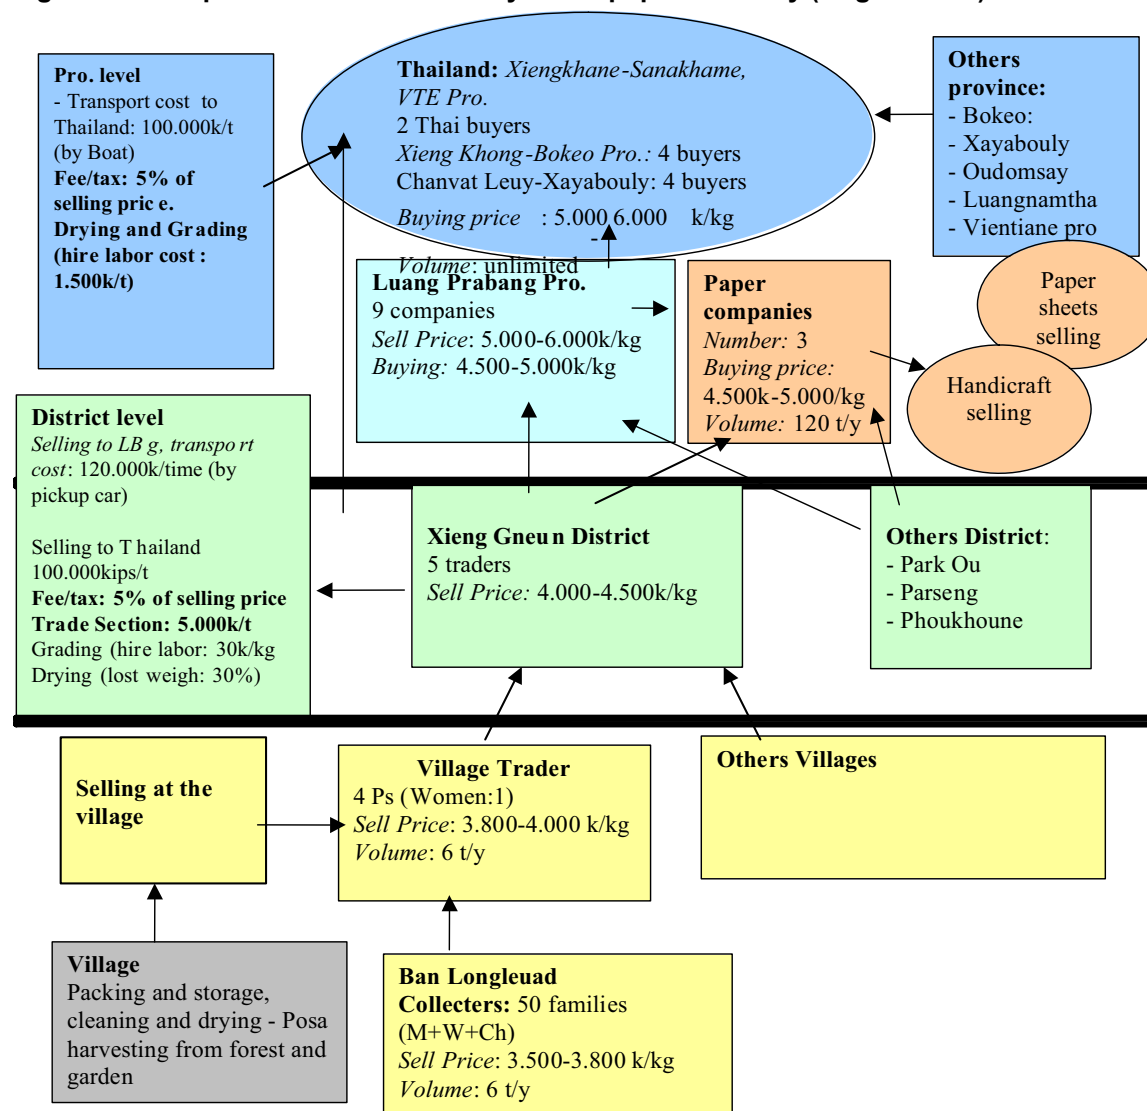 Pro. level
- Transport cost to
Thailand: 100.000k/t
(by Boat)
Fee/tax: 5% of
selling pric e.
Drying and Grading
(hire labor cost :
1.500k/t)
Thailand: Xiengkhane-Sanakhame,
VTE Pro.
2 Thai buyers
Xieng Khong-Bokeo Pro.: 4 buyers
Chanvat Leuy-Xayabouly: 4 buyers
Buying price : 5.000 6.000 k/kg
-
Volume: unlimited
Others
province:
- Bokeo:
- Xayabouly
- Oudomsay
- Luangnamtha
- Vientiane pro
Luang Prabang Pro.
9 companies
Sell Price: 5.000-6.000k/kg
Buying: 4.500-5.000k/kg
Paper
companies
Number: 3
Buying price:
4.500k-5.000/kg
Volume: 120 t/y
Paper
sheets
selling
Handicraft
selling
District level
Selling to LB g, transpo rt
cost: 120.000k/time (by
pickup car)
Selling to T hailand
100.000kips/t
Fee/tax: 5% of selling price
Trade Section: 5.000k/t
Grading (hire labor: 30k/kg
Drying (lost weigh: 30%)
Xieng Gneun District
5 traders
Sell Price: 4.000-4.500k/kg
Others District:
- Park Ou
- Parseng
- Phoukhoune
Selling at the
village
Village Trader
4 Ps (Women:1)
Sell Price: 3.800-4.000 k/kg
Volume: 6 t/y
Others Villages
Village
Packing and storage,
cleaning and drying - Posa
harvesting from forest and
garden
Ban Longleuad
Collecters: 50 families
(M+W+Ch)
Sell Price: 3.500-3.800 k/kg
Volume: 6 t/y